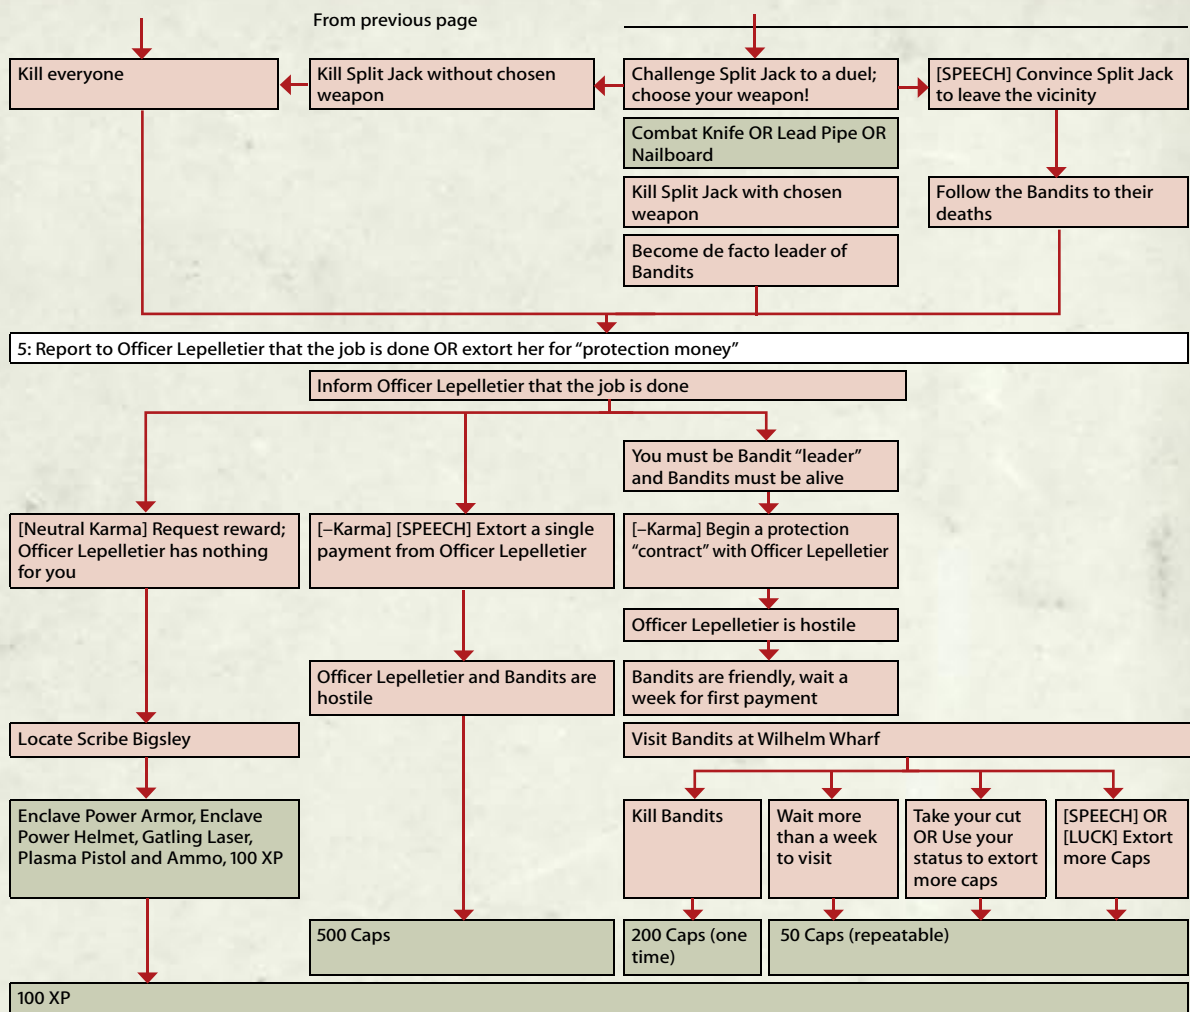 From previous page
Kill everyone
Kill Split Jack without chosen
weapon
Challenge Split Jack to a duel;
choose your weapon!
[SPEECH] Convince Split Jack
to leave the vicinity
Combat Knife OR Lead Pipe OR
Nailboard
Kill Split Jack with chosen
weapon
Follow the Bandits to their
deaths
Become de facto leader of
Bandits
5: Report to Officer Lepelletier that the job is done OR extort her for “protection money”
Inform Officer Lepelletier that the job is done
You must be Bandit “leader”
and Bandits must be alive
[Neutral Karma] Request reward;
Officer Lepelletier has nothing
for you
[–Karma] [SPEECH] Extort a single
payment from Officer Lepelletier
[–Karma] Begin a protection
“contract” with Officer Lepelletier
Officer Lepelletier is hostile
Officer Lepelletier and Bandits are
hostile
Bandits are friendly, wait a
week for first payment
Locate Scribe Bigsley
Visit Bandits at Wilhelm Wharf
Enclave Power Armor, Enclave
Power Helmet, Gatling Laser,
Plasma Pistol and Ammo, 100 XP
Kill Bandits
Wait more
than a week
to visit
Take your cut
OR Use your
status to extort
more caps
[SPEECH] OR
[LUCK] Extort
more Caps
500 Caps
200 Caps (one
time)
50 Caps (repeatable)
100 XP